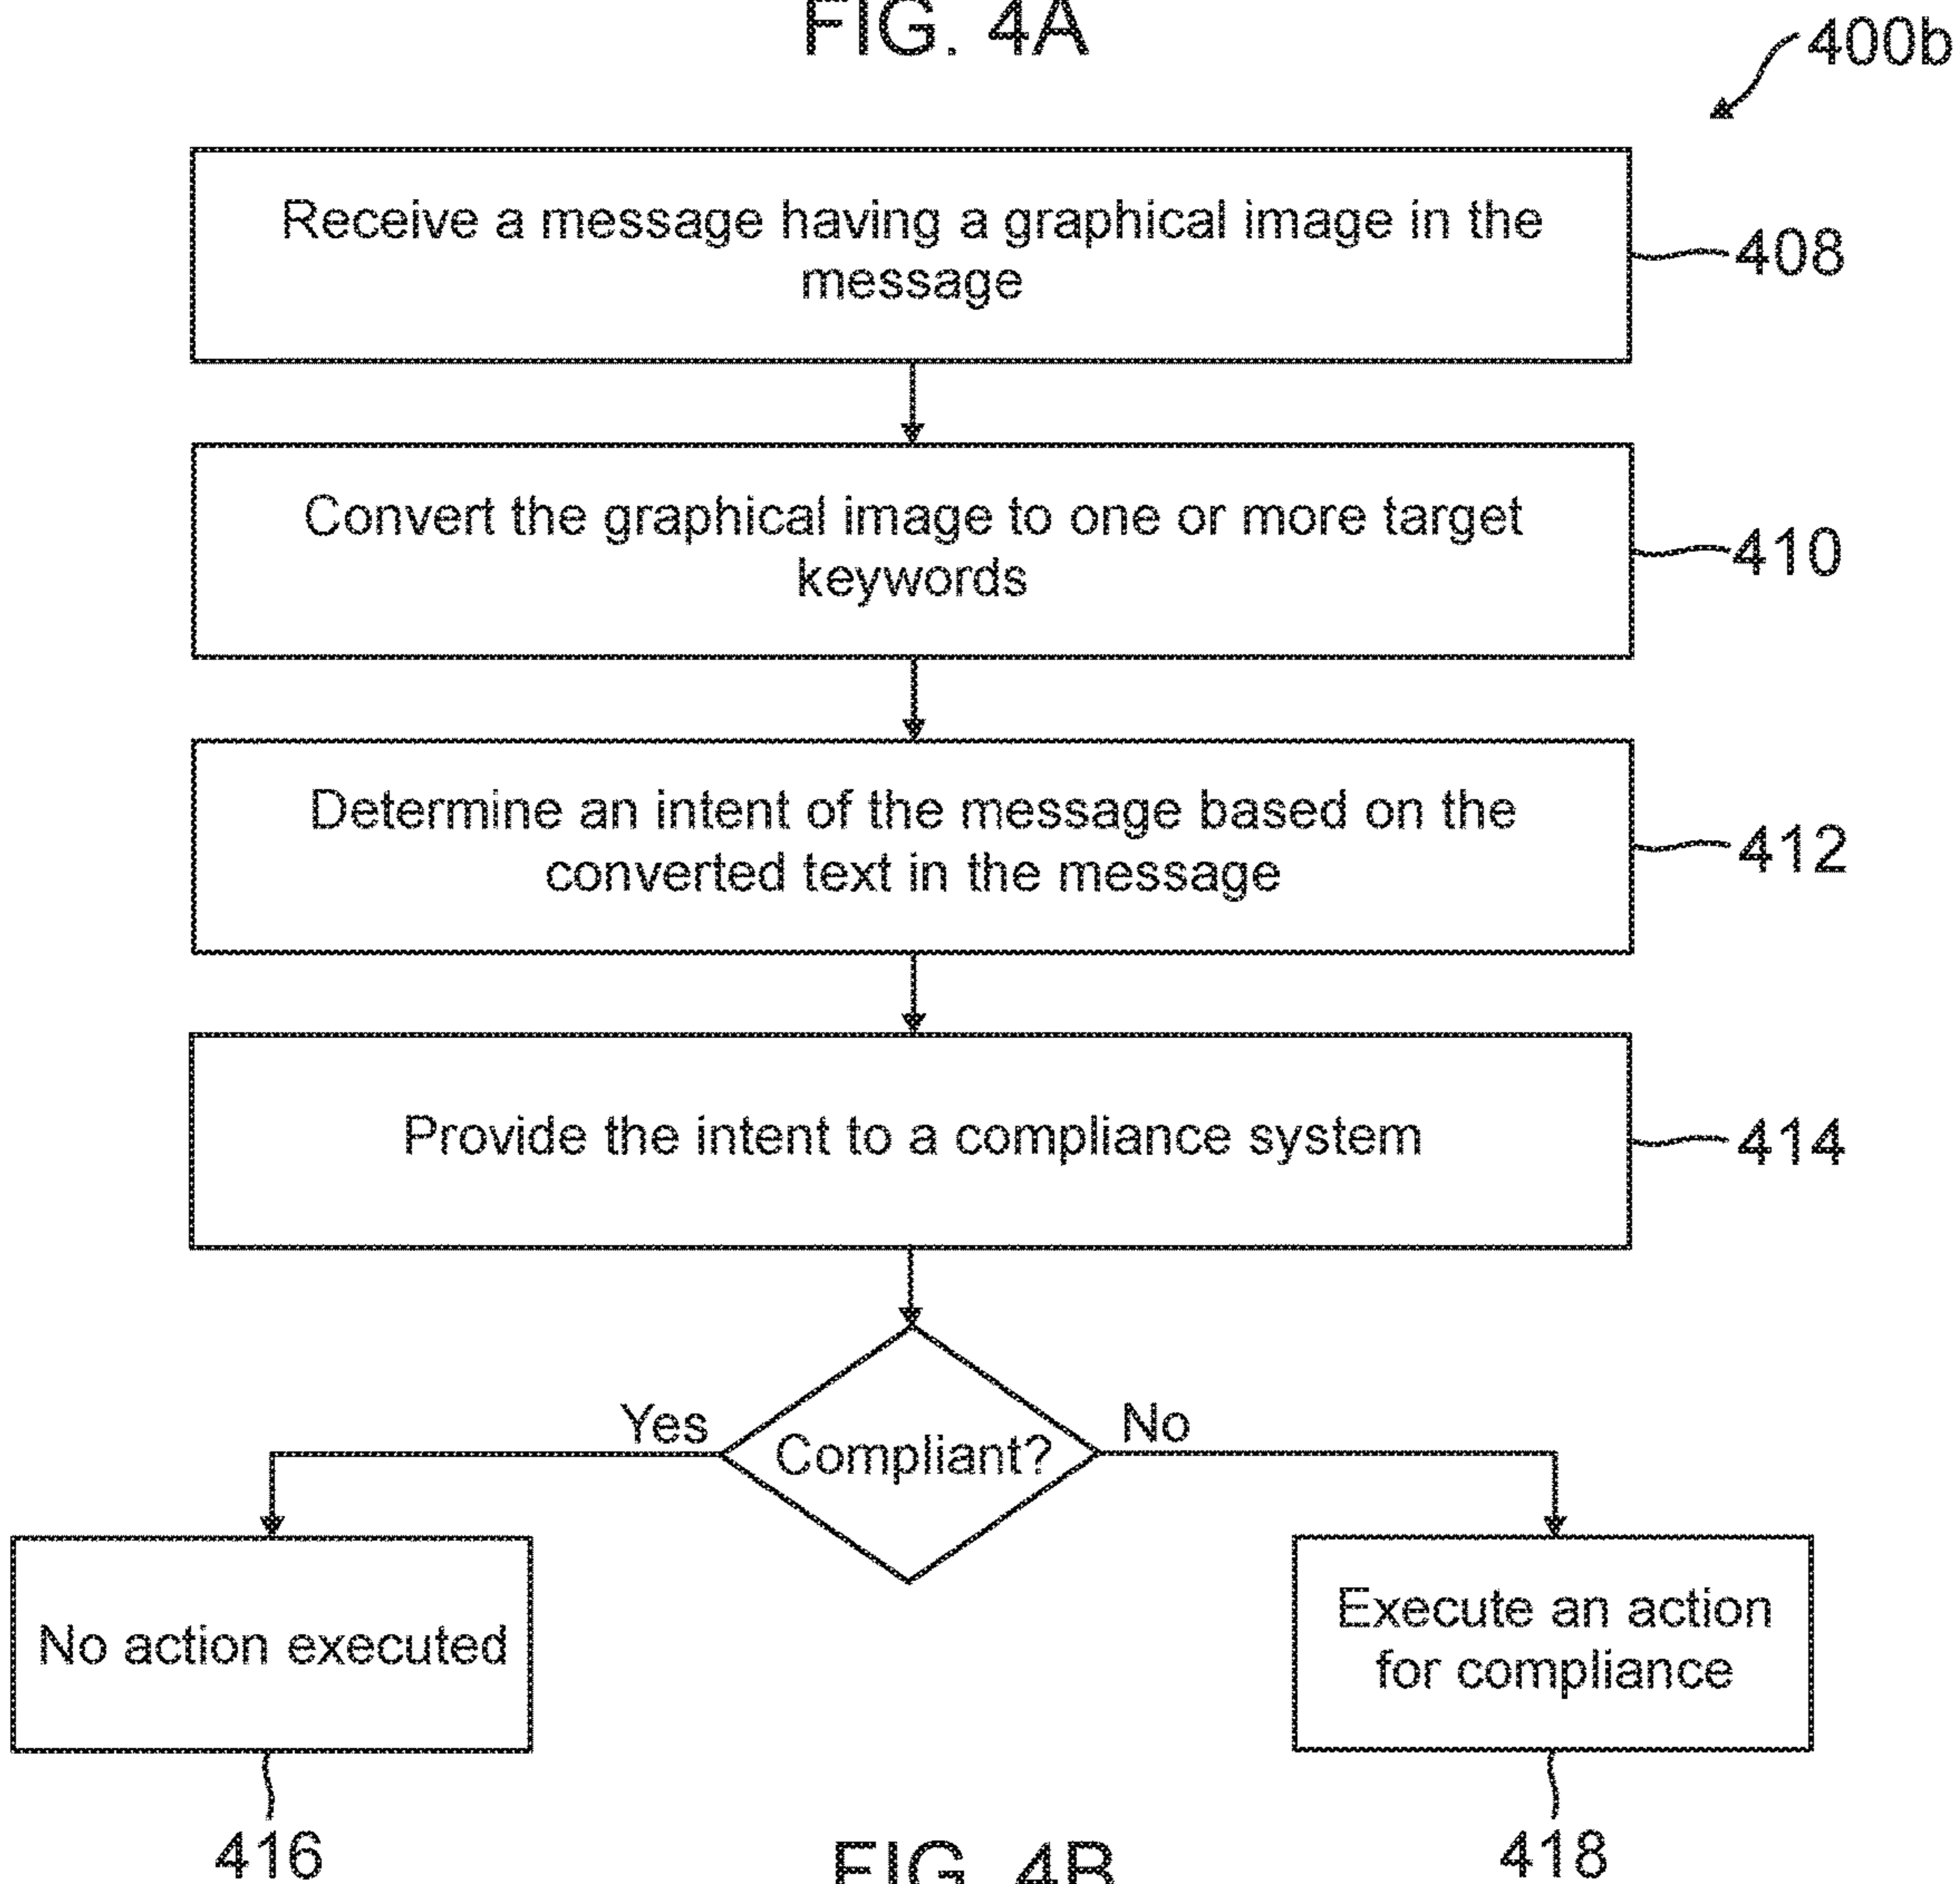 FIG. 4A
400b
Receive a message having a graphical image in the
message
408
Convert the graphical image to one or more target
keywords
410
Determine an intent of the message based on the
converted text in the message
412
Provide the intent to a compliance system
414
Yes
Compliant?
No
No action executed
Execute an action
for compliance
416
418
FIG. 4B